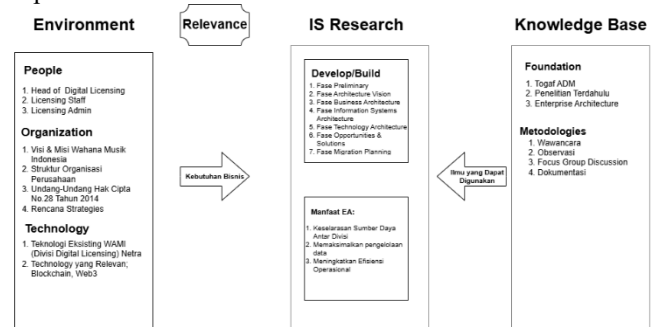 Environment
Relevance
IS Research
Knowledge Base
People
1. Head of Digital Licensing
2. Licensing Staff
3. Licensing Admin
Organization
1. Visi & Misi Wahana Musik
Indonesia
2. Struktur Organisasi
Perusahaan
3. Undang-Undang Hak Cipta
No.28 Tahun 2014
4. Rencana Strategies
Technology
1. Teknologi Eksisting WAMI
(Divisi Digital Licensing) Netra
2. Technology yang Relevan;
Blockchain, Web3
Kebutuhan Bisnis
Develop/Build
1. Fase Preliminary
2. Fase Architecture Vision
3. Fase Business Architecture
4. Fase Information Systems
Architecture
5. Fase Technology Architecture
6. Fase Opportunities &
Solutions
7. Fase Migration Planning
Manfaat EA:
1. Keselarasan Sumber Daya
Antar Divisi
2. Memaksimalkan pengelolaan
data
3. Meningkatkan Efisiensi
Operasional
Ilmu yang Dapat
Digunakan
Foundation
1. Togaf ADM
2. Penelitian Terdahulu
3. Enterprise Architecture
Metodologies
1. Wawancara
2. Observasi
3. Focus Group Discussion
4. Dokumentasi